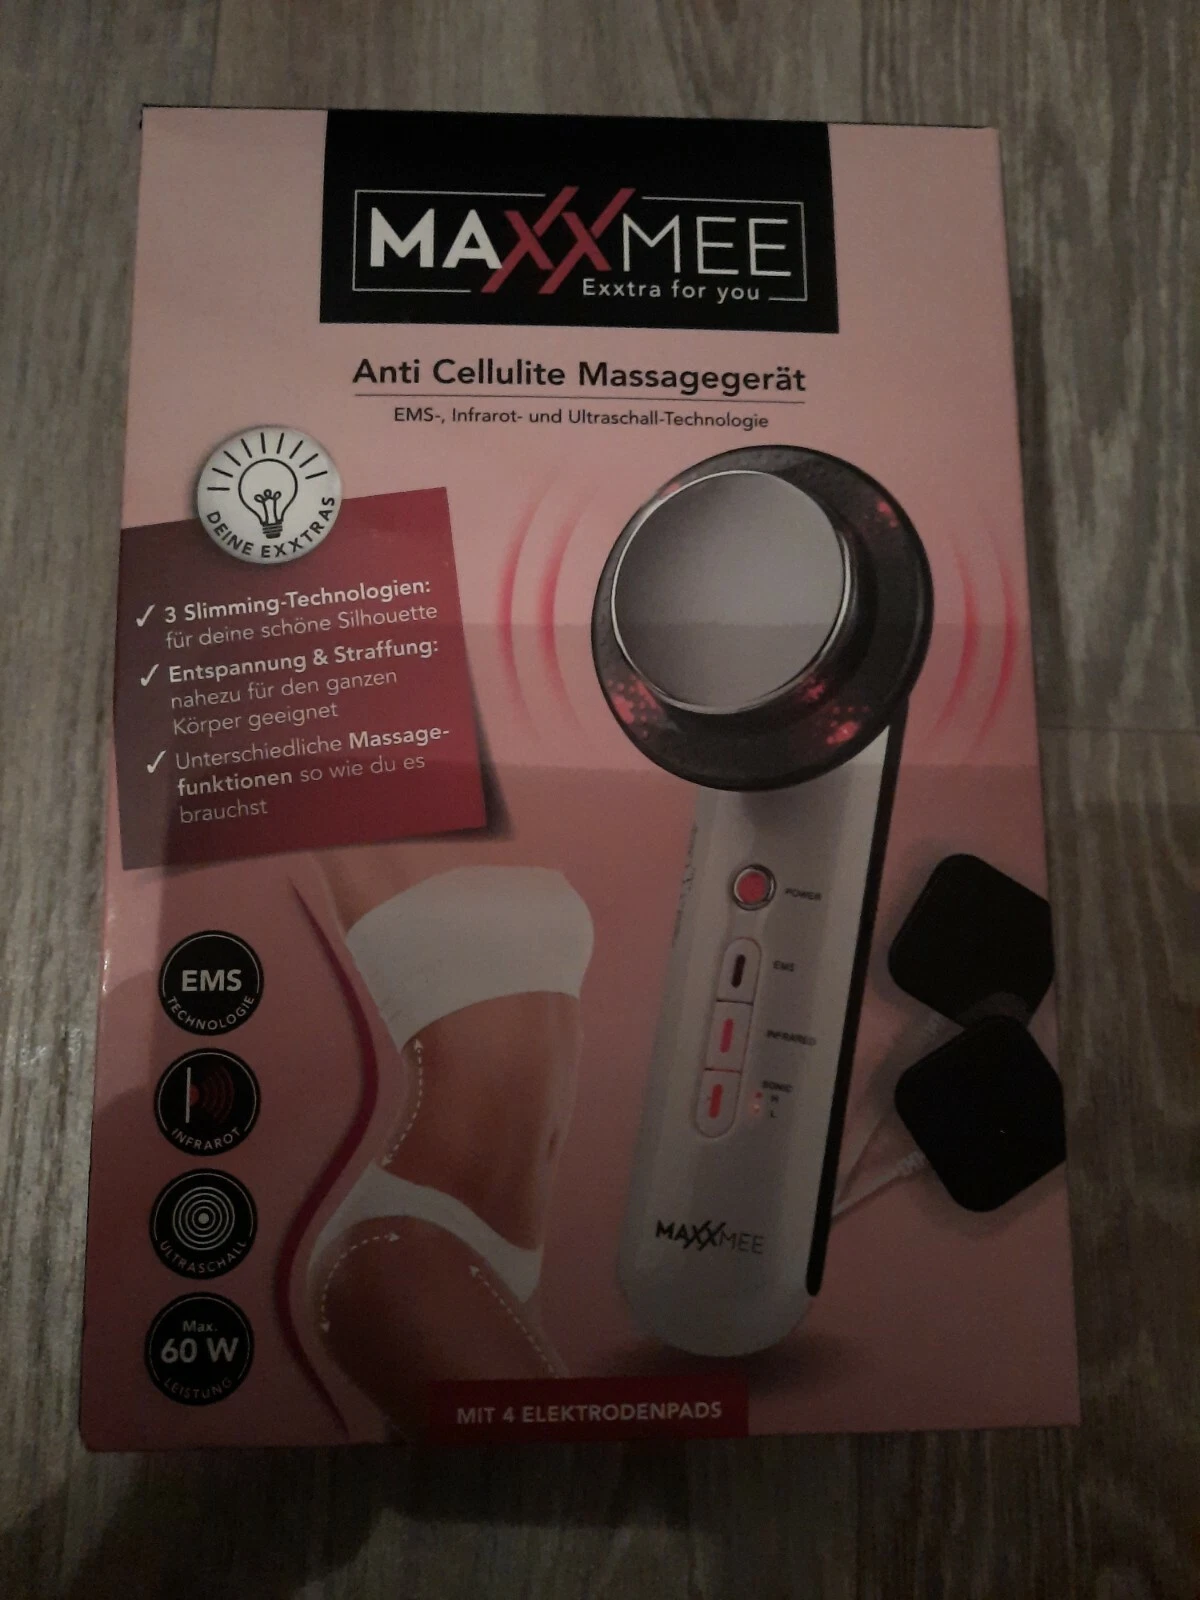 MAXXMEE
Exxtra for you
Anti Cellulite Massagegerät
EMS-, Infrarot- und Ultraschall-Technologie
DEINE EXXTRAS
✓ 3 Slimming-Technologien:
für deine schöne Silhouette
✓ Entspannung & Straffung:
nahezu für den ganzen
Körper geeignet
✓ Unterschiedliche Massage-
funktionen so wie du es
brauchst
POWER
EMS
INFRARED
SONIC
H
L
MAXXMEE
EMS
TECHNOLOGIE
INFRAROT
ULTRASCHALL
Max.
60 W
LEISTUNG
MIT 4 ELEKTRODENPADS